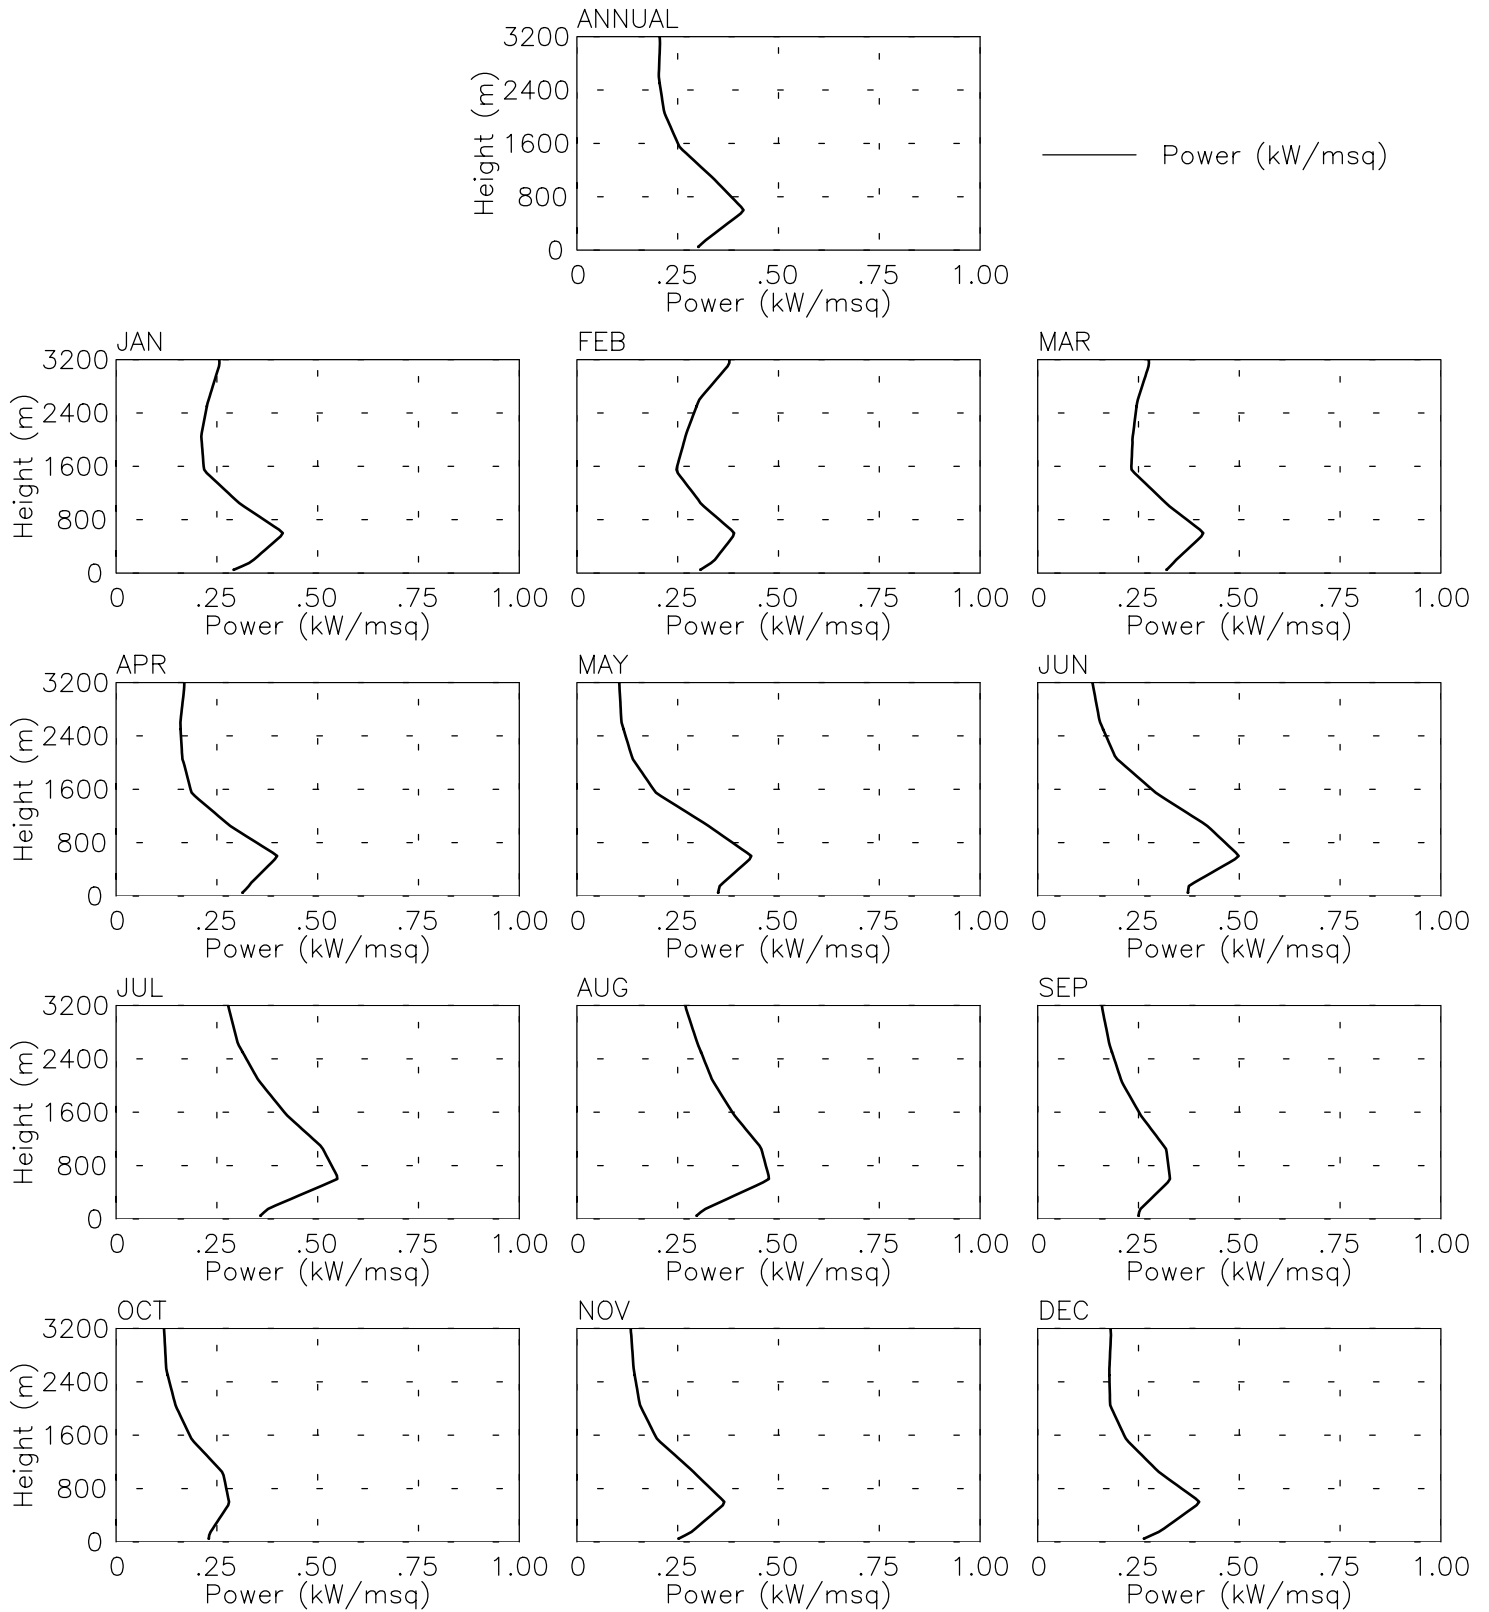 ANNUAL
3200
2400
1600
800
0
Height (m)
0 .25 .50 .75 1.00
Power (kW/msq)
Power (kW/msq)
JAN
3200
2400
1600
800
0
Height (m)
0 .25 .50 .75 1.00
Power (kW/msq)
FEB
0 .25 .50 .75 1.00
Power (kW/msq)
MAR
0 .25 .50 .75 1.00
Power (kW/msq)
APR
3200
2400
1600
800
0
Height (m)
0 .25 .50 .75 1.00
Power (kW/msq)
MAY
0 .25 .50 .75 1.00
Power (kW/msq)
JUN
0 .25 .50 .75 1.00
Power (kW/msq)
JUL
3200
2400
1600
800
0
Height (m)
0 .25 .50 .75 1.00
Power (kW/msq)
AUG
0 .25 .50 .75 1.00
Power (kW/msq)
SEP
0 .25 .50 .75 1.00
Power (kW/msq)
OCT
3200
2400
1600
800
0
Height (m)
0 .25 .50 .75 1.00
Power (kW/msq)
NOV
0 .25 .50 .75 1.00
Power (kW/msq)
DEC
0 .25 .50 .75 1.00
Power (kW/msq)